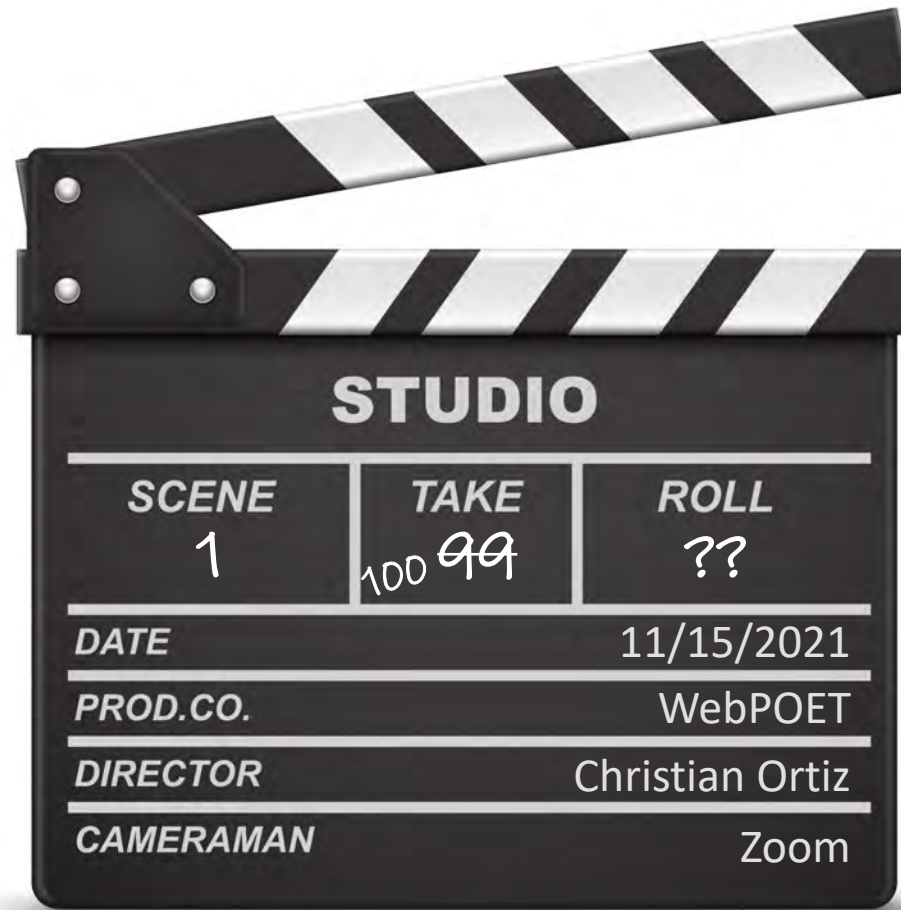 STUDIO
SCENE TAKE ROLL
1 100 99 ??
DATE 11/15/2021
PROD.CO. WebPOET
DIRECTOR Christian Ortiz
CAMERAMAN Zoom